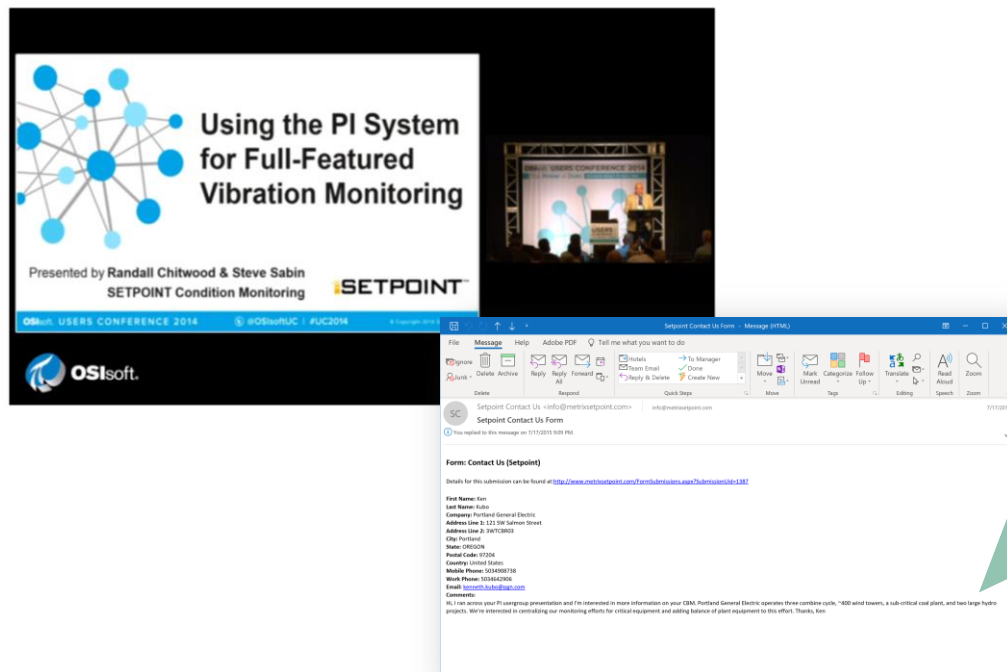 Using the PI System
for Full-Featured
Vibration Monitoring
Presented by Randall Chitwood & Steve Sabin
SETPOINT Condition Monitoring
SETPOINT™
OSIsoft. USERS CONFERENCE 2014
@OSIsoftUC | #UC2014
OSIsoft. USERS CONFERENCE 2014
USERS
OSIsoft.
Setpoint Contact Us Form - Message (HTML)
File Message Help Adobe PDF Tell me what you want to do
Ignore
Junk
Delete Archive
Reply Reply All Forward
Hotels
Team Email
Reply & Delete
To Manager
Done
Create New
Move
Mark Unread
Categorize
Follow Up
Translate
Read Aloud
Zoom
Delete Respond Quick Steps Move Tags Editing Speech Zoom
SC
Setpoint Contact Us <info@metrixsetpoint.com> info@metrixsetpoint.com
Setpoint Contact Us Form
You replied to this message on 7/17/2015 9:09 PM.
Form: Contact Us (Setpoint)
Details for this submission can be found at http://www.metrixsetpoint.com/FormSubmissions.aspx?SubmissionUid=1387
First Name: Ken
Last Name: Kubo
Company: Portland General Electric
Address Line 1: 121 SW Salmon Street
Address Line 2: 3WTCBR03
City: Portland
State: OREGON
Postal Code: 97204
Country: United States
Mobile Phone: 5034908738
Work Phone: 5034642906
Email: kenneth.kubo@pgn.com
Comments:
Hi, I ran across your PI usergroup presentation and I'm interested in more information on your CBM. Portland General Electric operates three combine cycle, ~400 wind towers, a sub-critical coal plant, and two large hydro
projects. We're interested in centralizing our monitoring efforts for critical equipment and adding balance of plant equipment to this effort. Thanks, Ken